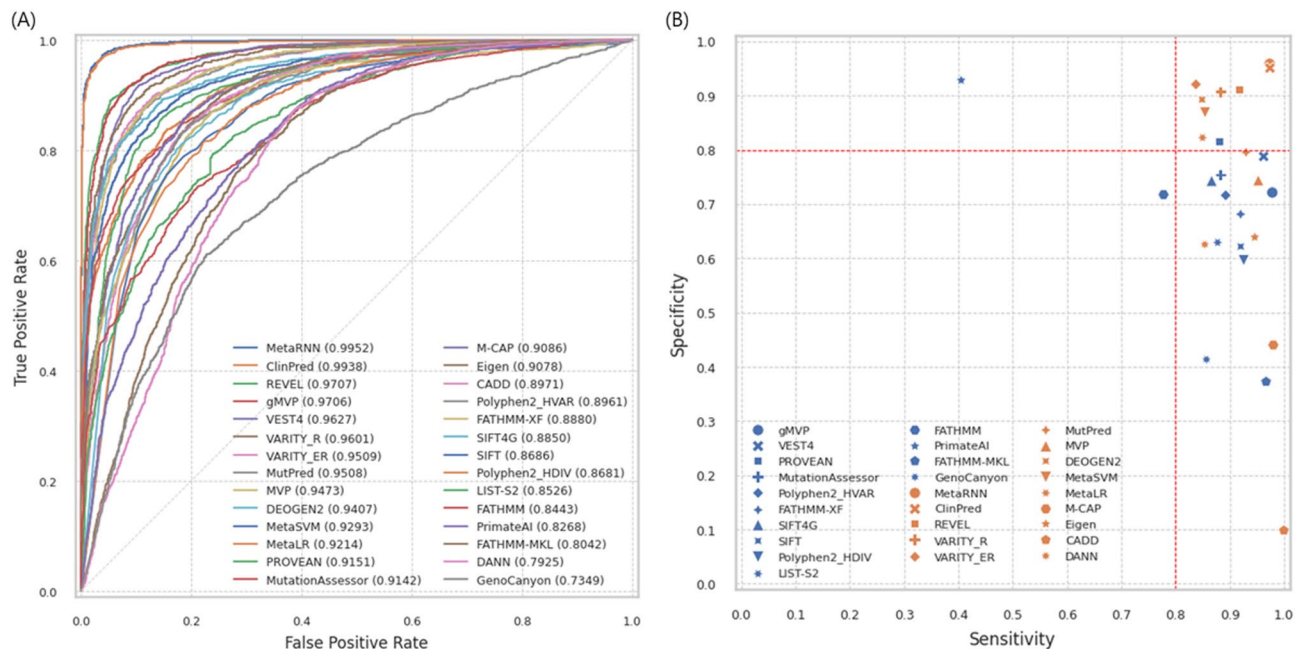 (A)
True Positive Rate
1.0
0.8
0.6
0.4
0.2
0.0
MetaRNN (0.9952)
ClinPred (0.9938)
REVEL (0.9707)
gMVP (0.9706)
VEST4 (0.9627)
VARITY_R (0.9601)
VARITY_ER (0.9509)
MutPred (0.9508)
MVP (0.9473)
DEOGEN2 (0.9407)
MetaSVM (0.9293)
MetaLR (0.9214)
PROVEAN (0.9151)
MutationAssessor (0.9142)
M-CAP (0.9086)
Eigen (0.9078)
CADD (0.8971)
Polyphen2_HVAR (0.8961)
FATHMM-XF (0.8880)
SIFT4G (0.8850)
SIFT (0.8686)
Polyphen2_HDIV (0.8681)
LIST-S2 (0.8526)
FATHMM (0.8443)
PrimateAI (0.8268)
FATHMM-MKL (0.8042)
DANN (0.7925)
GenoCanyon (0.7349)
0.0 0.2 0.4 0.6 0.8 1.0
False Positive Rate
(B)
Specificity
1.0
0.9
0.8
0.7
0.6
0.5
0.4
0.3
0.2
0.1
0.0
gMVP
VEST4
PROVEAN
MutationAssessor
Polyphen2_HVAR
FATHMM-XF
SIFT4G
SIFT
Polyphen2_HDIV
LIST-S2
FATHMM
PrimateAI
FATHMM-MKL
GenoCanyon
MetaRNN
ClinPred
REVEL
VARITY_R
VARITY_ER
MutPred
MVP
DEOGEN2
MetaSVM
MetaLR
M-CAP
Eigen
CADD
DANN
0.0 0.1 0.2 0.3 0.4 0.5 0.6 0.7 0.8 0.9 1.0
Sensitivity